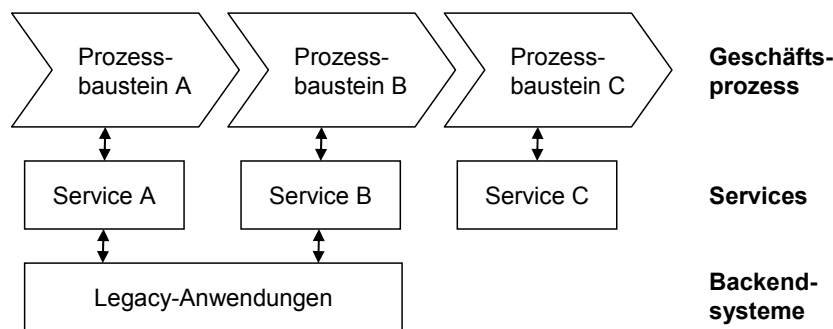 Prozess-
baustein A
Prozess-
baustein B
Prozess-
baustein C
Geschäfts-
prozess
Service A
Service B
Service C
Services
Legacy-Anwendungen
Backend-
systeme